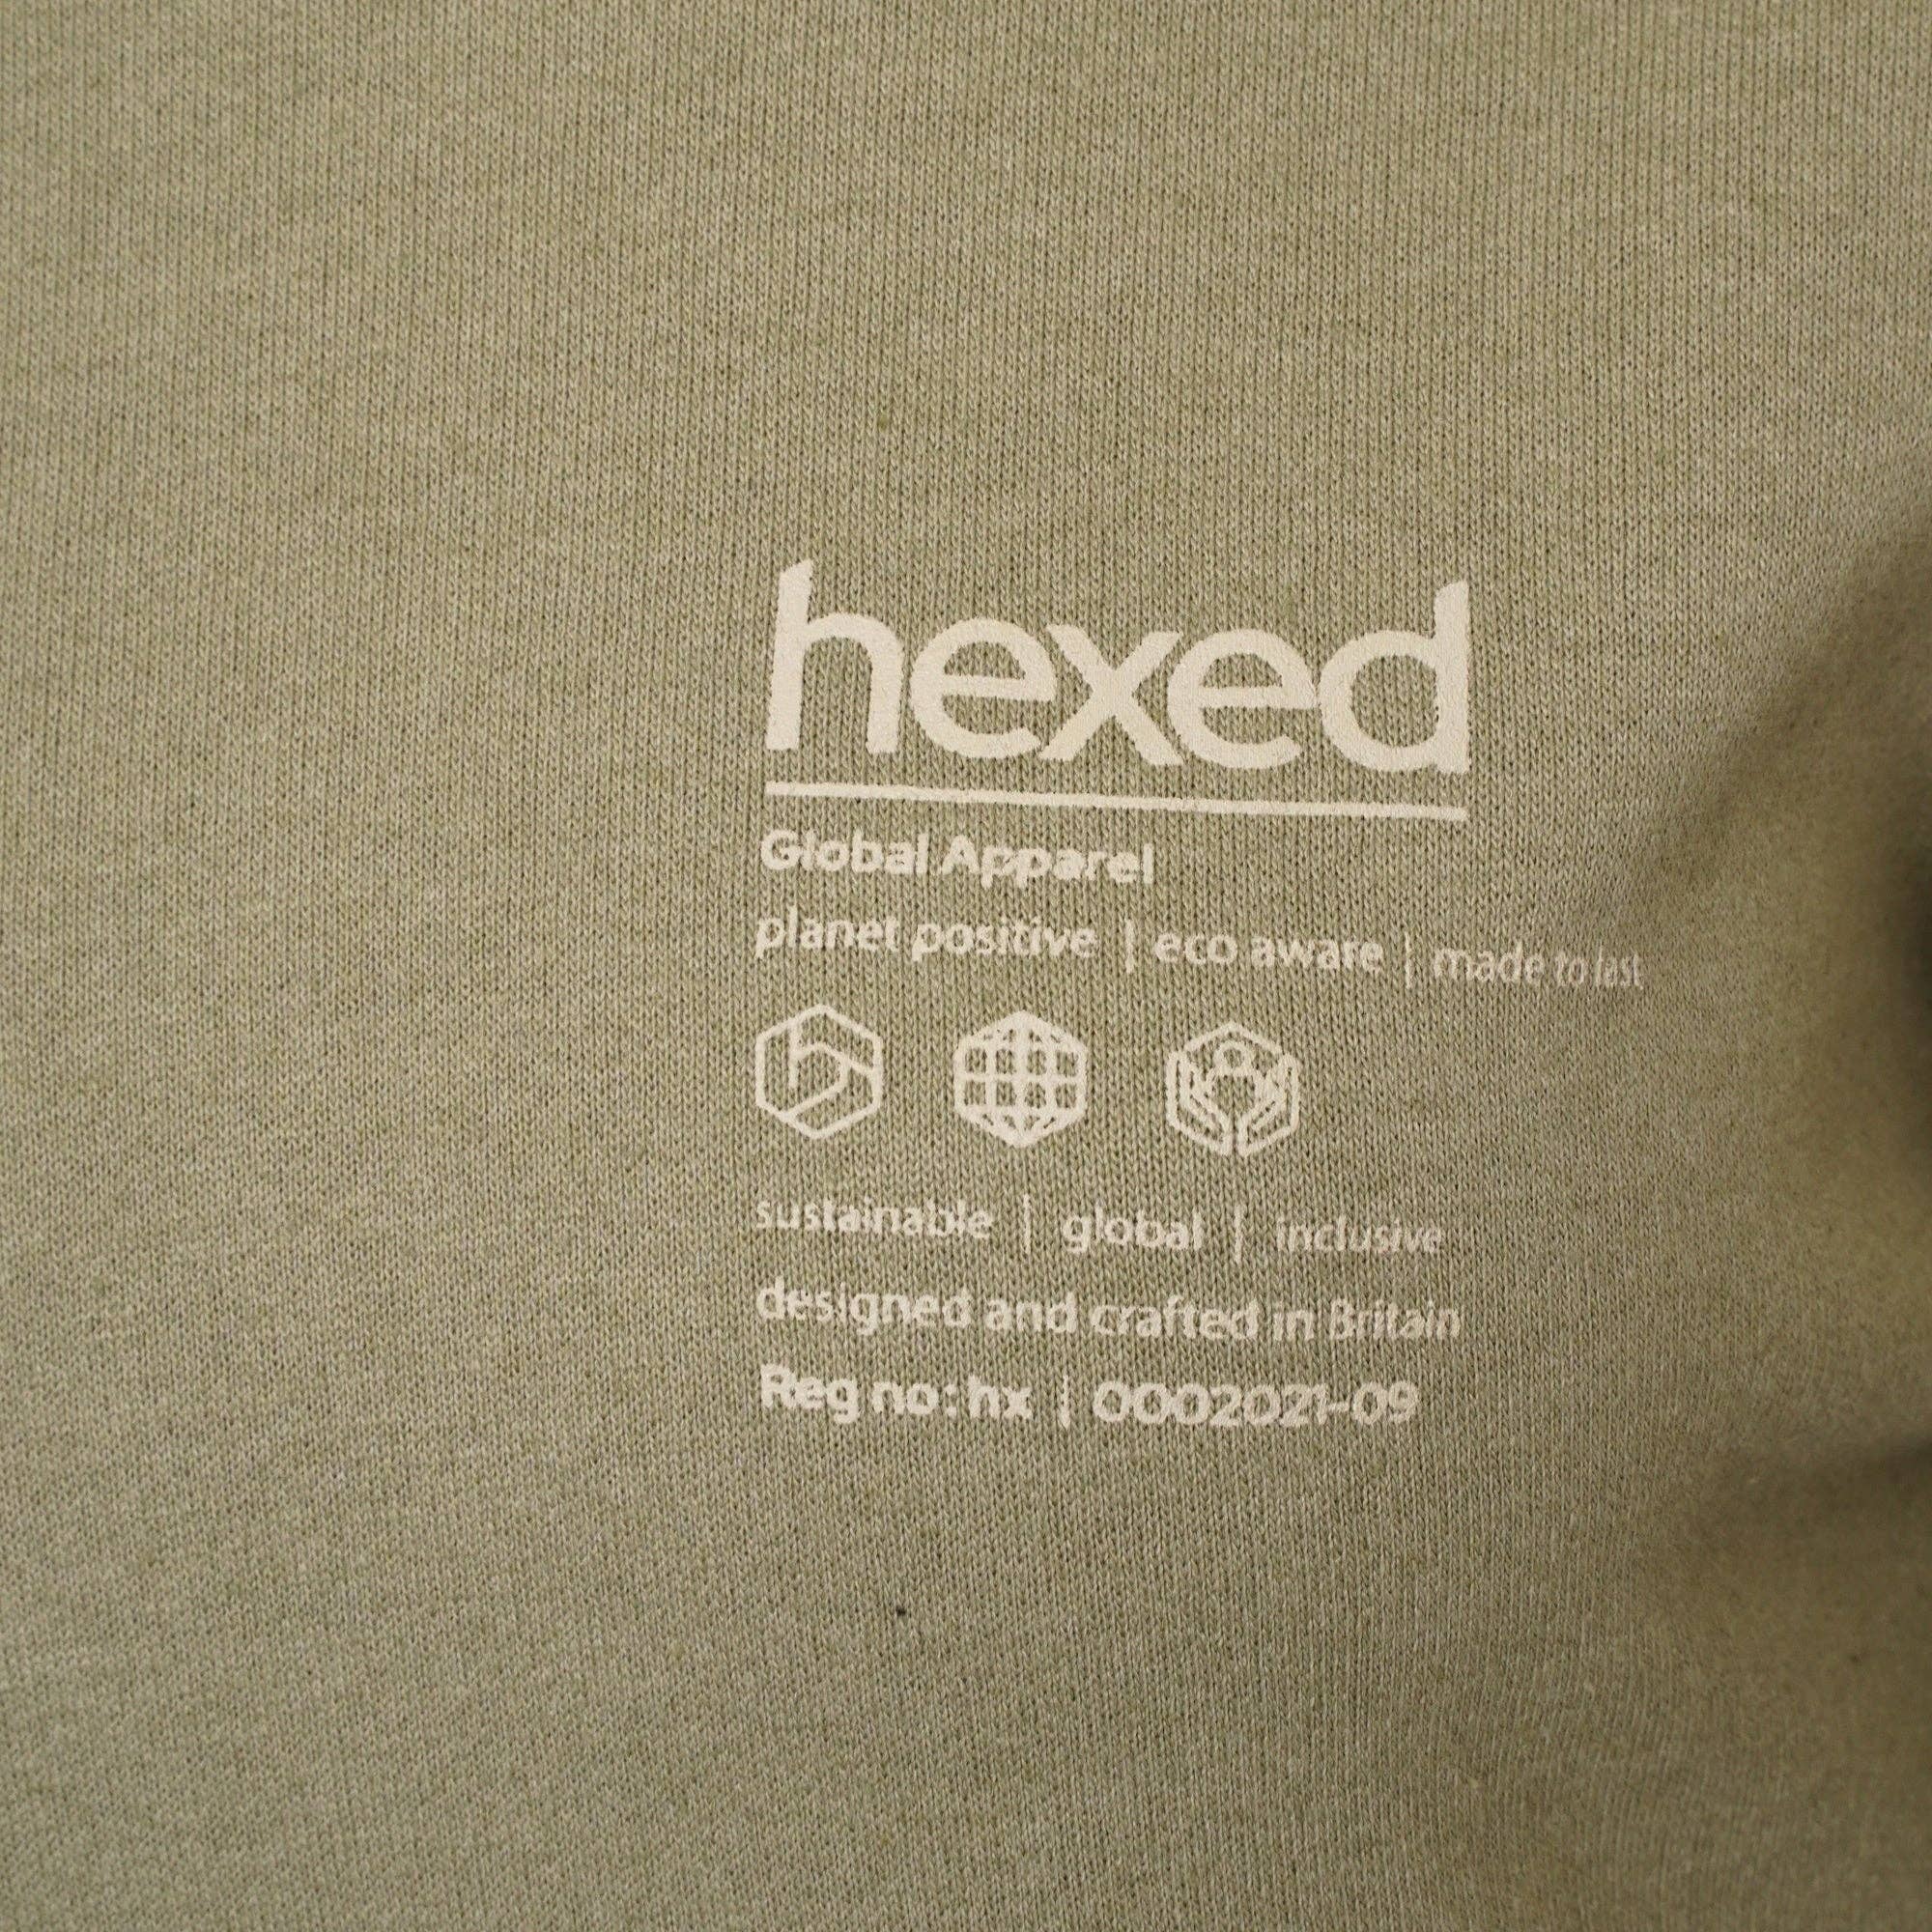 hexed
Global Apparel
planet positive | eco aware | made to last
sustainable | global | inclusive
designed and crafted in Britain
Reg no: hx | 0002021-09